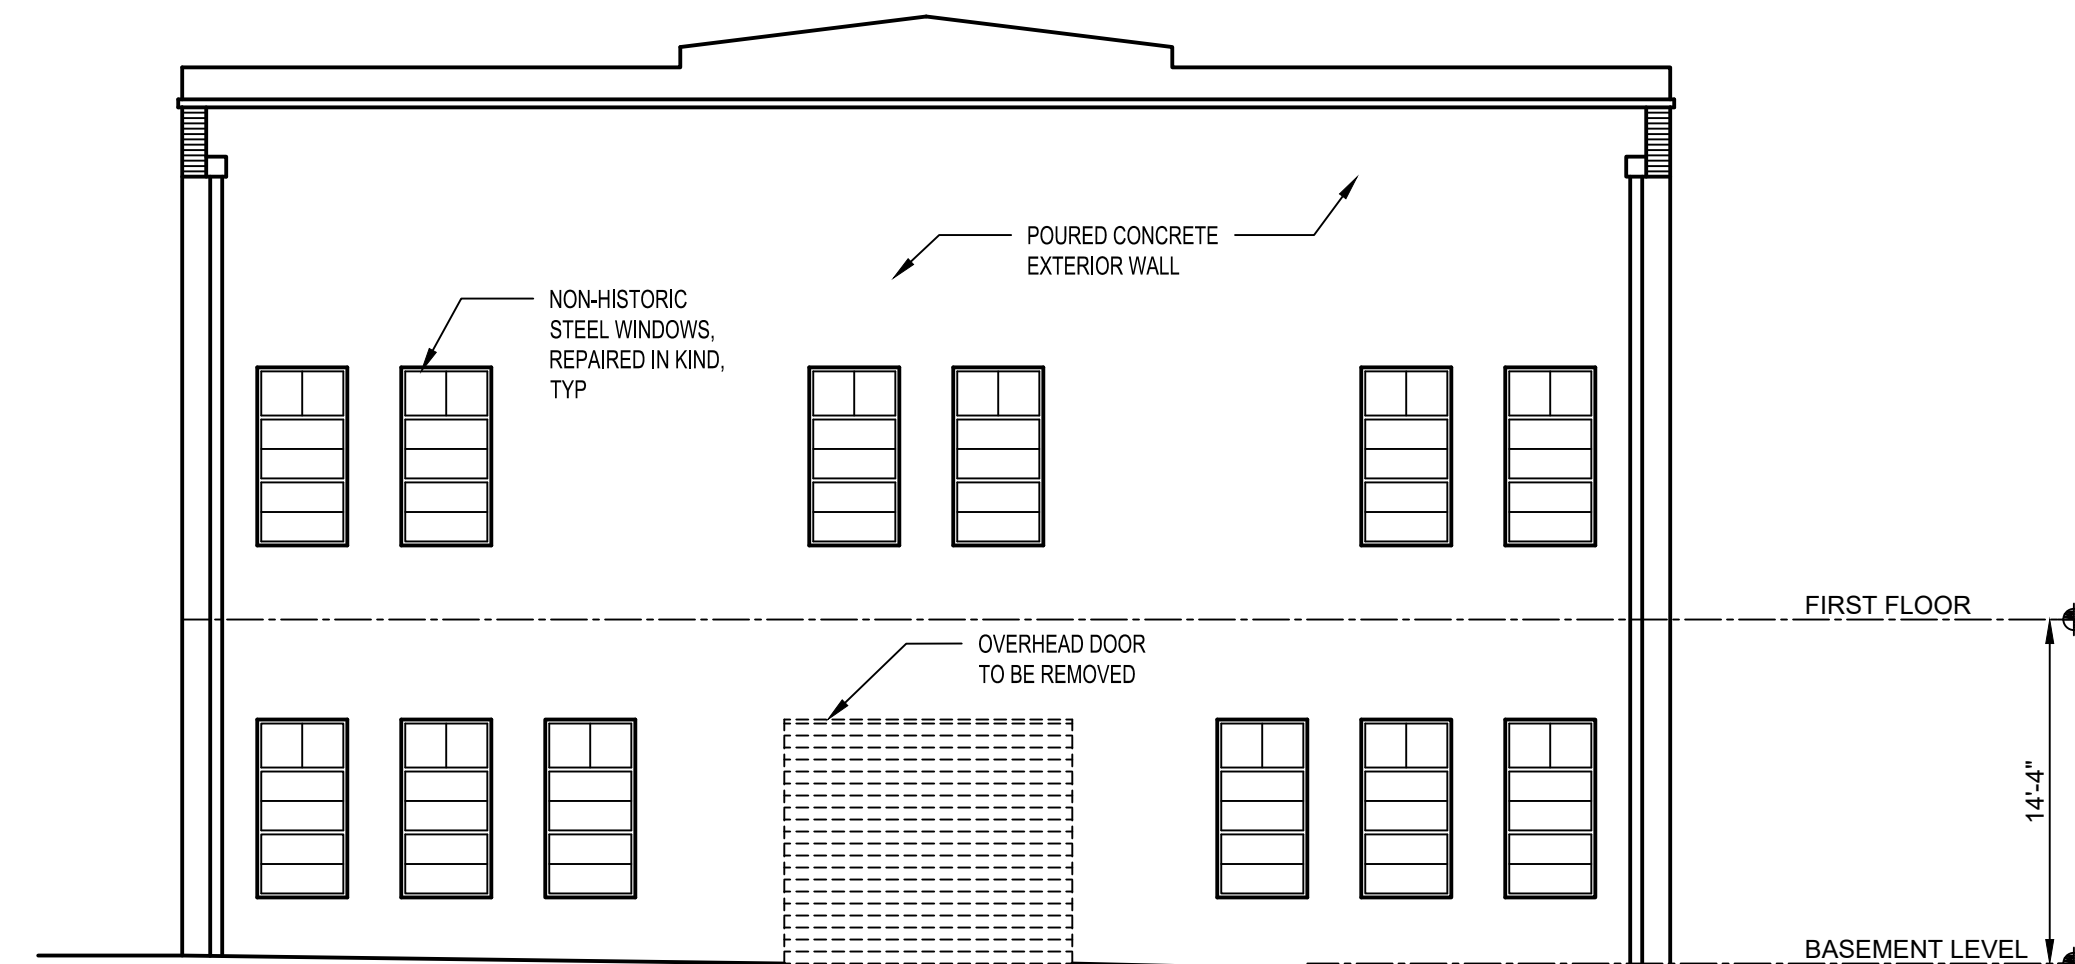 POURED CONCRETE
EXTERIOR WALL
NON-HISTORIC
STEEL WINDOWS,
REPAIRED IN KIND,
TYP
FIRST FLOOR
OVERHEAD DOOR
TO BE REMOVED
14'-4"
BASEMENT LEVEL